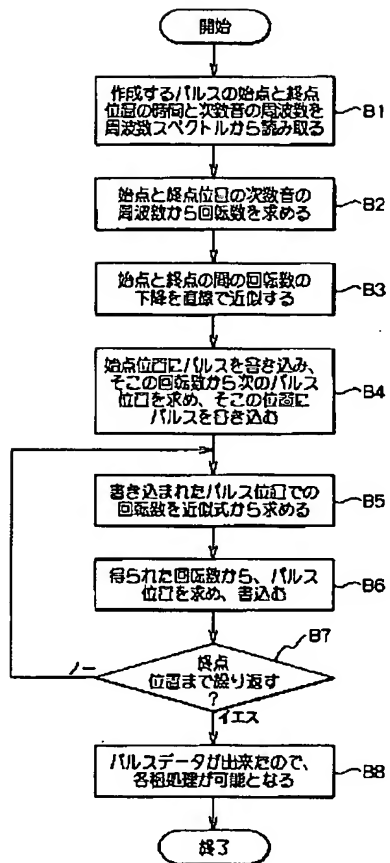 開始
作成するパルスの始点と終点
位置の時間と次数音の周波数を
周波数スペクトルから読み取る
B1
始点と終点位置の次数音の
周波数から回転数を求める
B2
始点と終点の間の回転数の
下降を直線で近似する
B3
始点位置にパルスを書き込み、
そこの回転数から次のパルス
位置を求め、そこの位置に
パルスを書き込む
B4
書き込まれたパルス位置での
回転数を近似式から求める
B5
得られた回転数から、パルス
位置を求め、書込む
B6
B7
終点
位置まで繰り返す
?
ノー
イエス
パルスデータが出来たので、
各種処理が可能となる
B8
終了